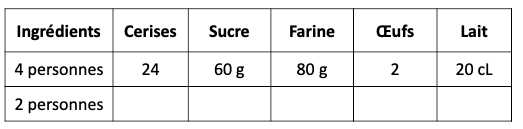 Ingrédients Cerises Sucre Farine Œufs Lait
4 personnes 24 60 g 80 g 2 20 cL
2 personnes